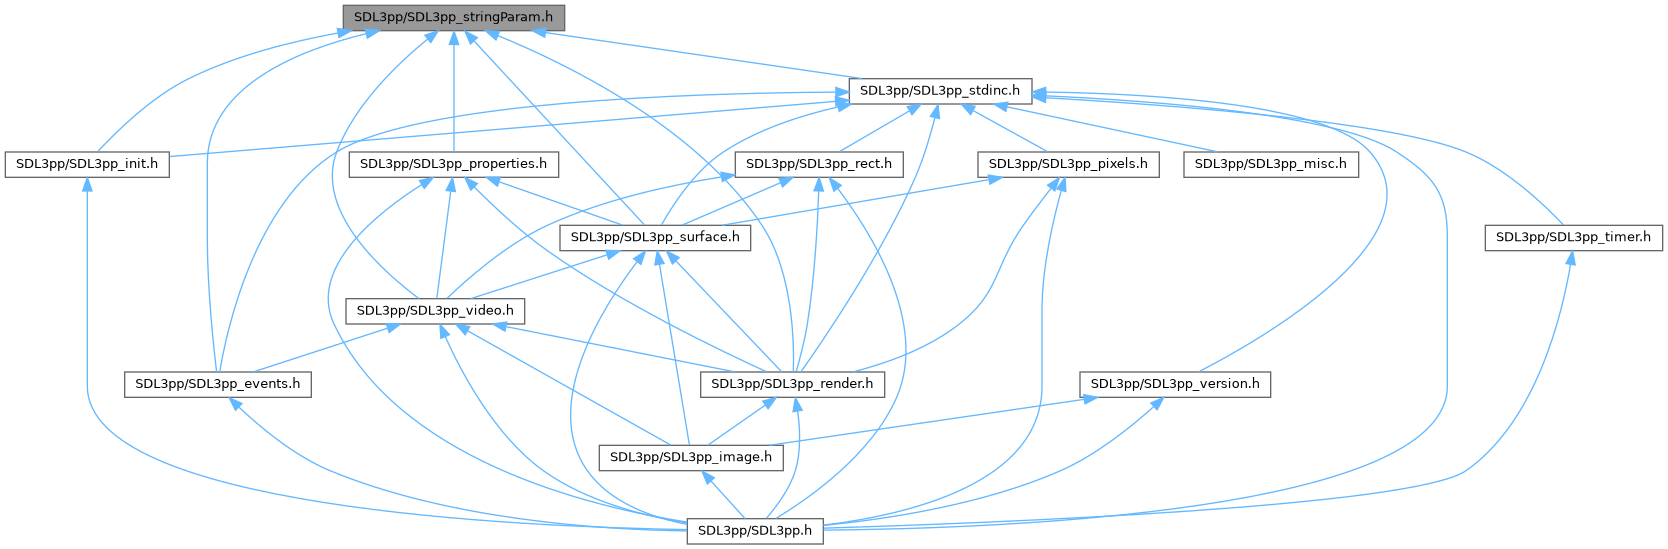 SDL3pp/SDL3pp_stringParam.h
SDL3pp/SDL3pp_stdinc.h
SDL3pp/SDL3pp_init.h
SDL3pp/SDL3pp_properties.h
SDL3pp/SDL3pp_rect.h
SDL3pp/SDL3pp_pixels.h
SDL3pp/SDL3pp_misc.h
SDL3pp/SDL3pp_surface.h
SDL3pp/SDL3pp_timer.h
SDL3pp/SDL3pp_video.h
SDL3pp/SDL3pp_events.h
SDL3pp/SDL3pp_render.h
SDL3pp/SDL3pp_version.h
SDL3pp/SDL3pp_image.h
SDL3pp/SDL3pp.h